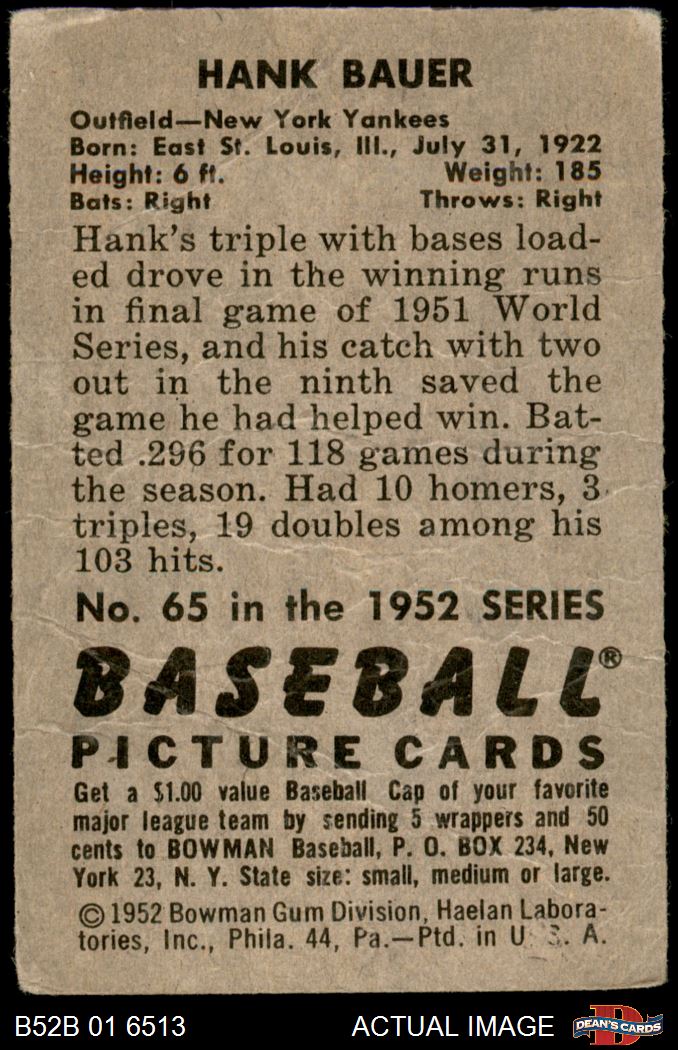 HANK BAUER
Outfield—New York Yankees
Born: East St. Louis, Ill., July 31, 1922
Height: 6 ft. Weight: 185
Bats: Right Throws: Right
Hank's triple with bases load-
ed drove in the winning runs
in final game of 1951 World
Series, and his catch with two
out in the ninth saved the
game he had helped win. Bat-
ted .296 for 118 games during
the season. Had 10 homers, 3
triples, 19 doubles among his
103 hits.
No. 65 in the 1952 SERIES
BASEBALL®
PICTURE CARDS
Get a $1.00 value Baseball Cap of your favorite
major league team by sending 5 wrappers and 50
cents to BOWMAN Baseball, P. O. BOX 234, New
York 23, N. Y. State size: small, medium or large.
© 1952 Bowman Gum Division, Haelan Labora-
tories, Inc., Phila. 44, Pa.—Ptd. in U. S. A.
B52B 01 6513 ACTUAL IMAGE DEAN'S CARDS